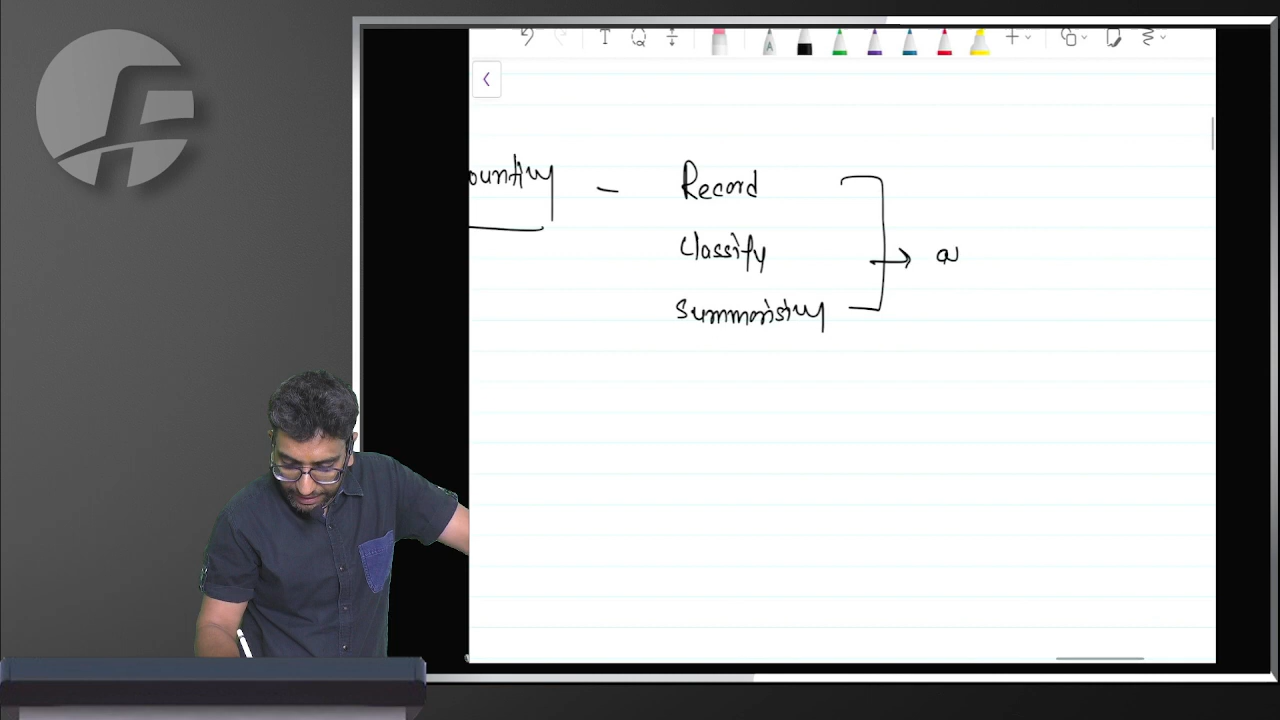 ounting - Record
Classify
→ a
Summarising